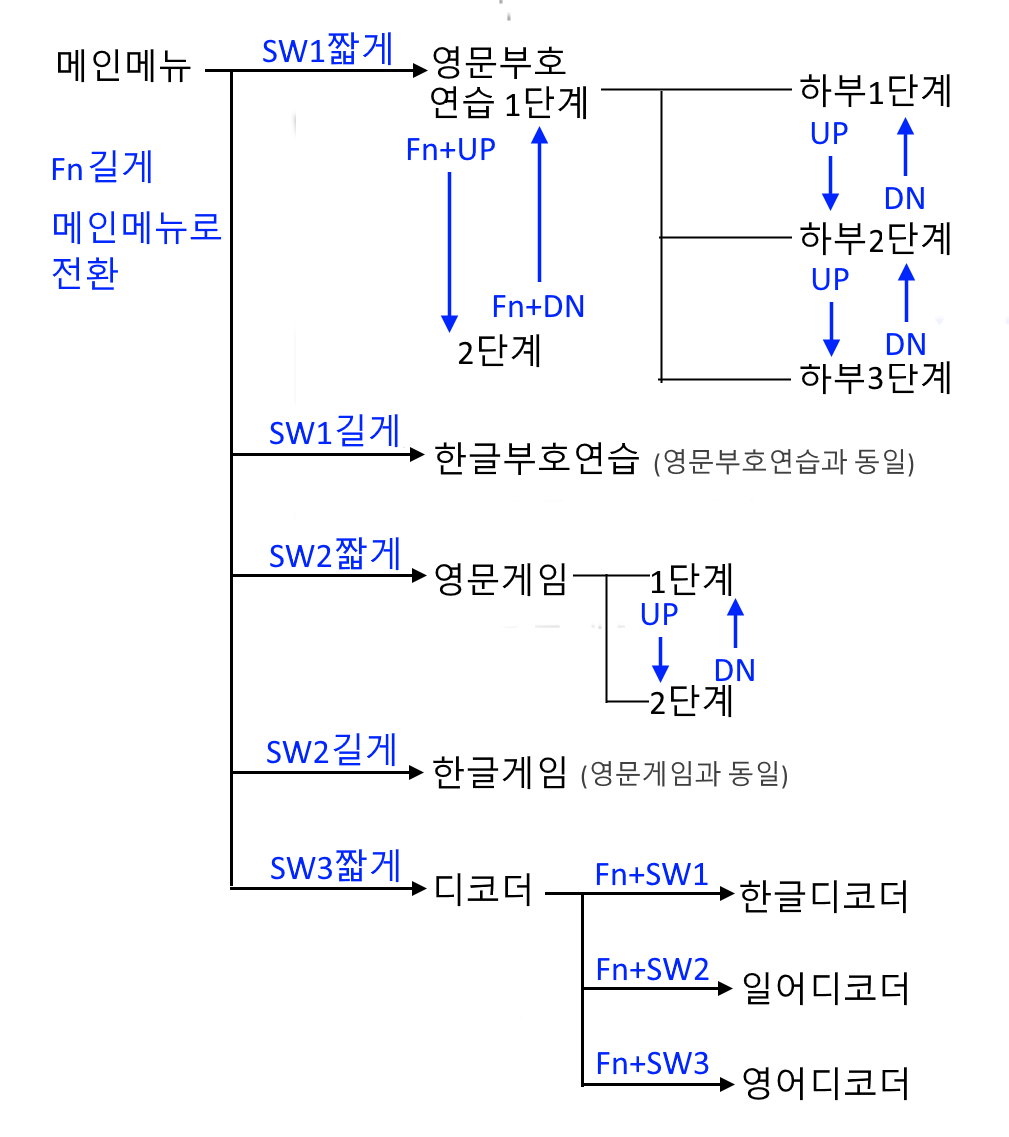 메인메뉴
SW1짧게
영문부호
연습 1단계
하부1단계
Fn+UP
UP
DN
Fn길게
메인메뉴로
전환
하부2단계
UP
Fn+DN
DN
2단계
하부3단계
SW1길게
한글부호연습 (영문부호연습과 동일)
SW2짧게
영문게임
1단계
UP
DN
2단계
SW2길게
한글게임 (영문게임과 동일)
SW3짧게
디코더
Fn+SW1
한글디코더
Fn+SW2
일어디코더
Fn+SW3
영어디코더